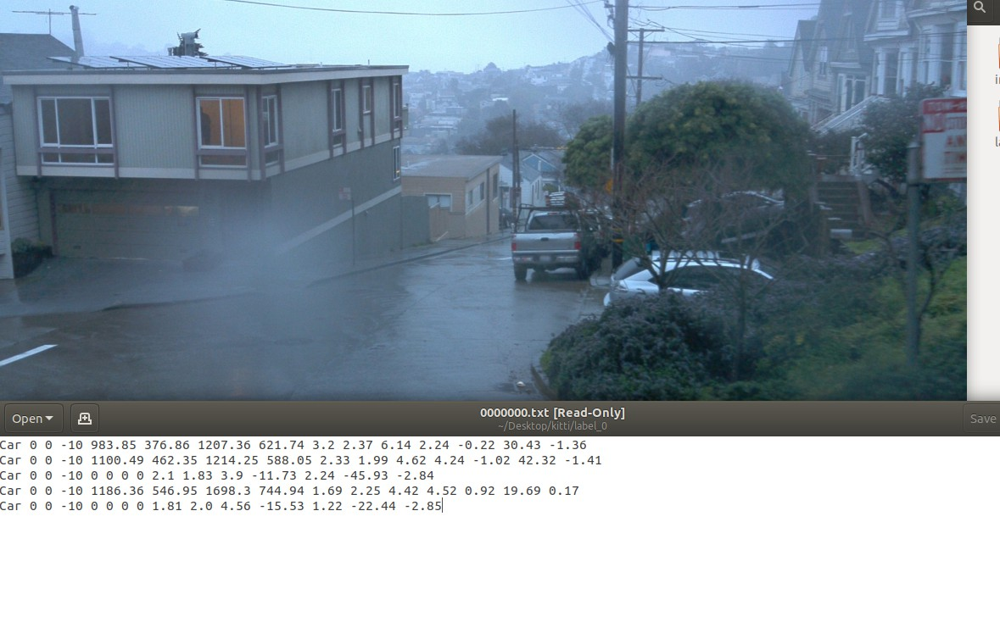 Open
0000000.txt [Read-Only]
~/Desktop/kitti/label_0
Save
Car 0 0 -10 983.85 376.86 1207.36 621.74 3.2 2.37 6.14 2.24 -0.22 30.43 -1.36
Car 0 0 -10 1100.49 462.35 1214.25 588.05 2.33 1.99 4.62 4.24 -1.02 42.32 -1.41
Car 0 0 -10 0 0 0 0 2.1 1.83 3.9 -11.73 2.24 -45.93 -2.84
Car 0 0 -10 1186.36 546.95 1698.3 744.94 1.69 2.25 4.42 4.52 0.92 19.69 0.17
Car 0 0 -10 0 0 0 0 1.81 2.0 4.56 -15.53 1.22 -22.44 -2.85